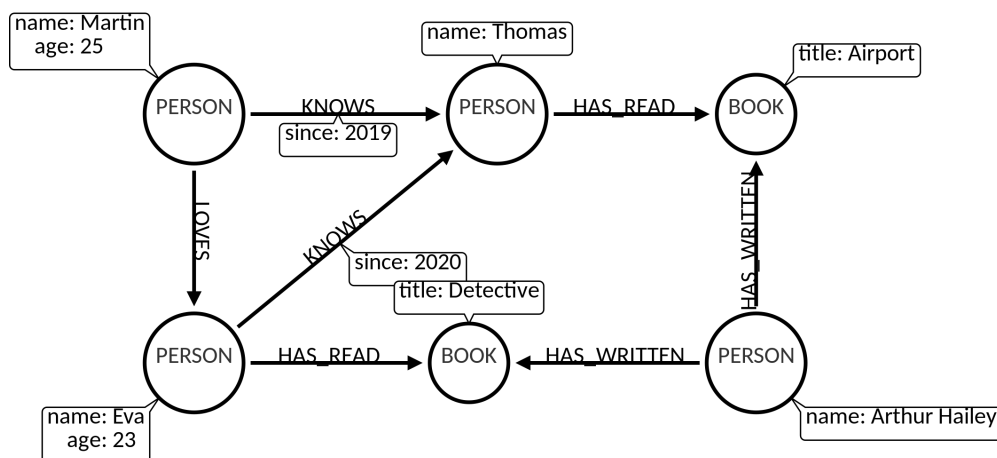 name: Martin
age: 25
name: Thomas
title: Airport
PERSON
KNOWS
since: 2019
PERSON
HAS_READ
BOOK
LOVES
KNOWS
since: 2020
HAS_WRITTEN
title: Detective
PERSON
HAS_READ
BOOK
HAS_WRITTEN
PERSON
name: Eva
age: 23
name: Arthur Hailey